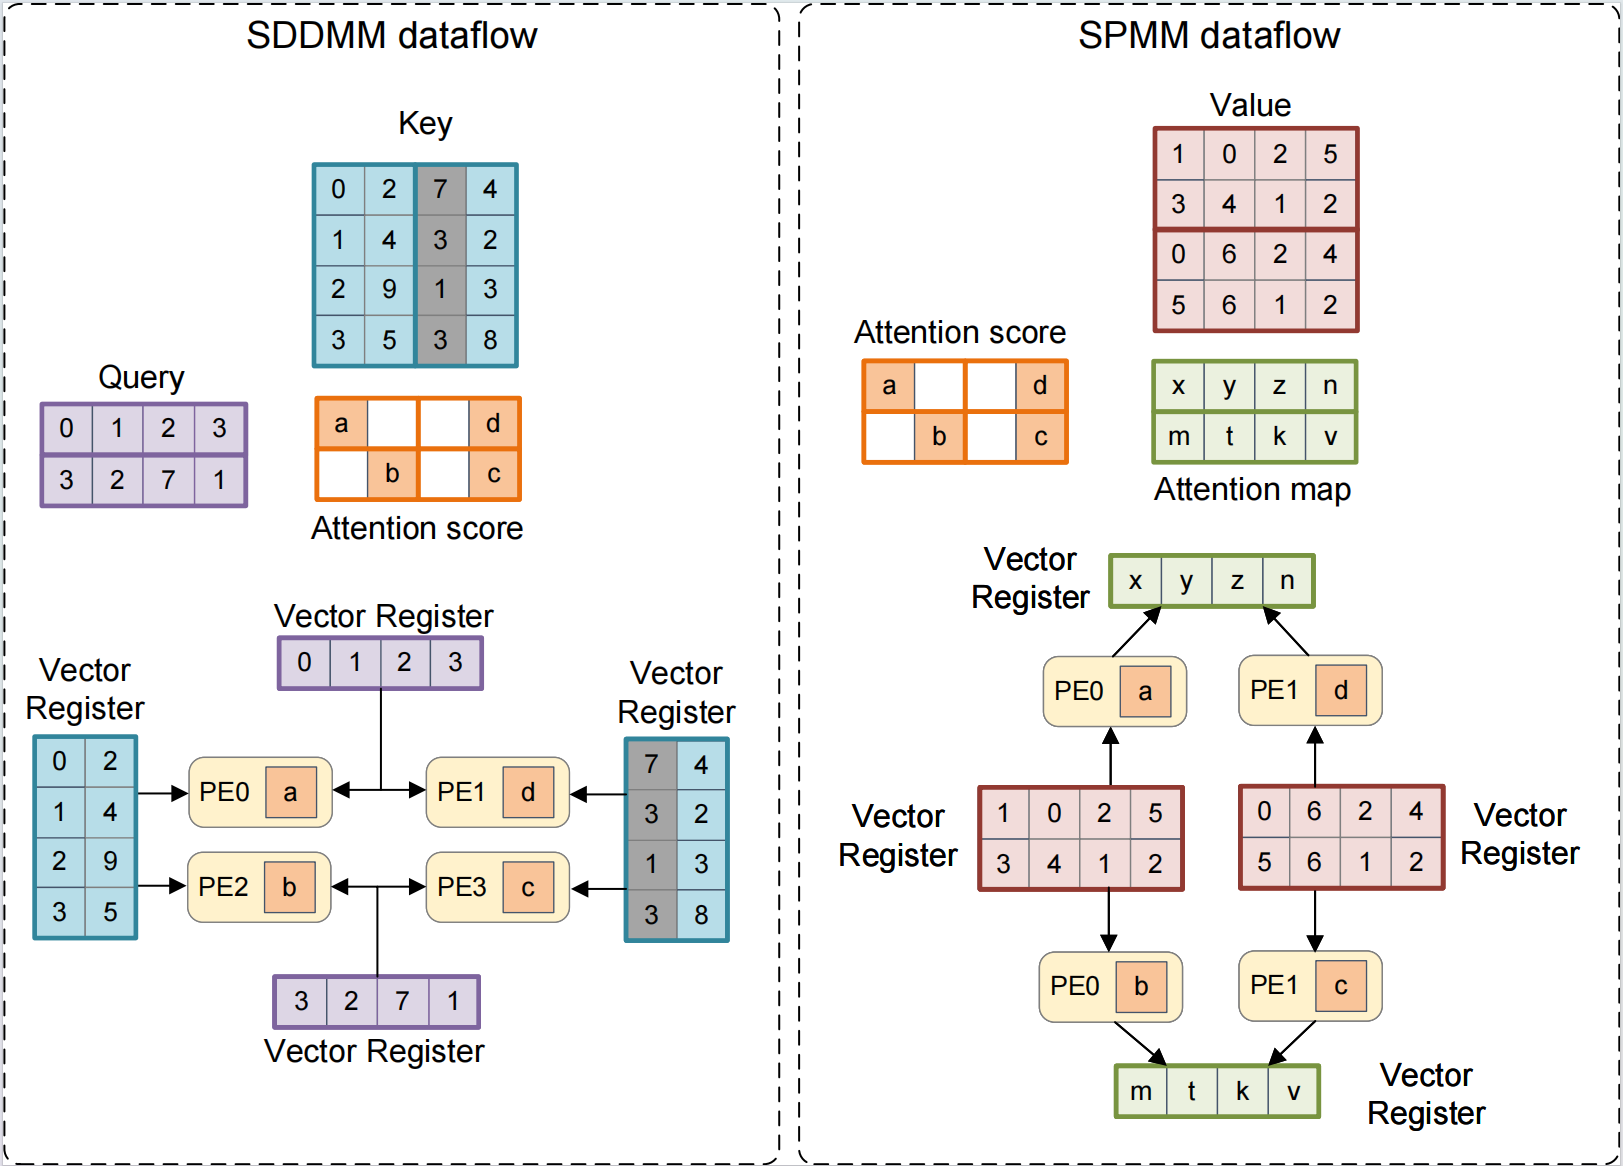 SDDMM dataflow
Key
0 2 7 4
1 4 3 2
2 9 1 3
3 5 3 8
Query
0 1 2 3
3 2 7 1
a d
b c
Attention score
Vector Register
0 1 2 3
Vector
Register
0 2
1 4
2 9
3 5
PE0 a
PE1 d
PE2 b
PE3 c
Vector
Register
7 4
3 2
1 3
3 8
3 2 7 1
Vector Register
SPMM dataflow
Value
1 0 2 5
3 4 1 2
0 6 2 4
5 6 1 2
Attention score
a d
b c
x y z n
m t k v
Attention map
Vector
Register
x y z n
PE0 a
PE1 d
Vector
Register
1 0 2 5
3 4 1 2
0 6 2 4
5 6 1 2
Vector
Register
PE0 b
PE1 c
m t k v
Vector
Register